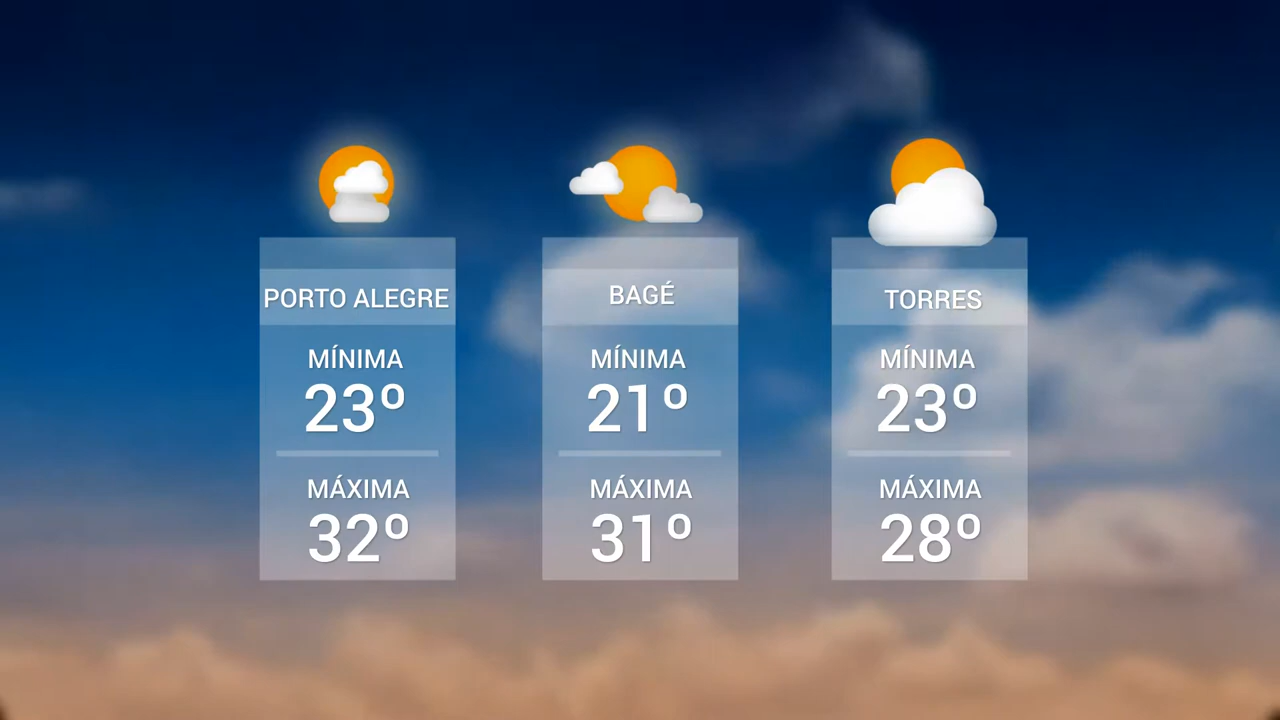 PORTO ALEGRE
MÍNIMA
23º
MÁXIMA
32º
BAGÉ
MÍNIMA
21º
MÁXIMA
31º
TORRES
MÍNIMA
23º
MÁXIMA
28º